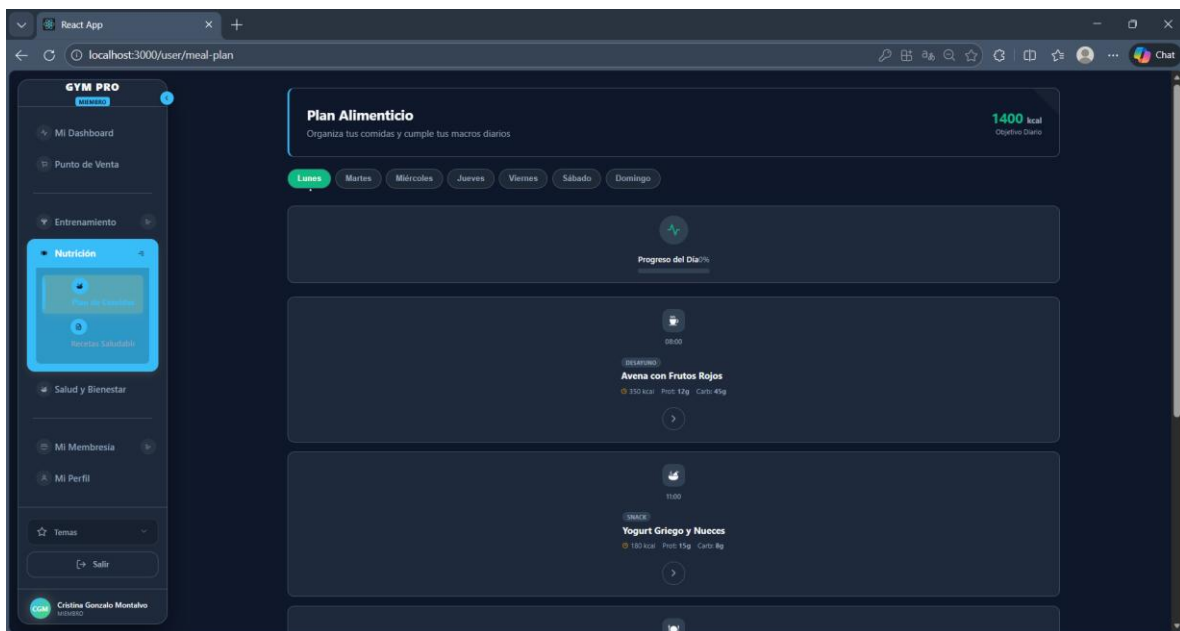 React App
localhost:3000/user/meal-plan
Chat
GYM PRO
MIEMBRO
Mi Dashboard
Punto de Venta
Entrenamiento
Nutrición
Recetas Saludabl
Salud y Bienestar
Mi Membresía
Mi Perfil
Temas
Salir
CGM
Cristina Gonzalo Montalvo
MIEMBRO
Plan Alimenticio
Organiza tus comidas y cumple tus macros diarios
1400 kcal
Objetivo Diario
Lunes Martes Miércoles Jueves Viernes Sábado Domingo
Progreso del Día0%
08:00
DESAYUNO
Avena con Frutos Rojos
350 kcal Prot: 12g Carb: 45g
11:00
SNACK
Yogurt Griego y Nueces
180 kcal Prot: 15g Carb: 8g